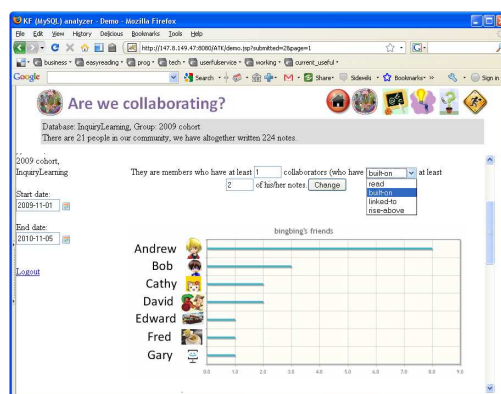 KF (MySQL) analyzer - Demo - Mozilla Firefox
File Edit View History Delicious Bookmarks Tools Help
http://147.8.149.47:8080/ATK/demo.jsp?submitted=2&page=1
business easyreading prog tech userfulservice working current_useful
Google Search Share Sidewiki Bookmarks Sign in
Are we collaborating?
Database: InquiryLearning, Group: 2009 cohort
There are 21 people in our community, we have altogether written 224 notes.
2009 cohort,
InquiryLearning
They are members who have at least 1 collaborators (who have built-on at least
2 of his/her notes. Change
read
built-on
linked-to
rise-above
Start date:
2009-11-01
End date:
2010-11-05
Logout
bingbing's friends
Andrew
Bob
Cathy
David
Edward
Fred
Gary
0.0 1.0 2.0 3.0 4.0 5.0 6.0 7.0 8.0 9.0